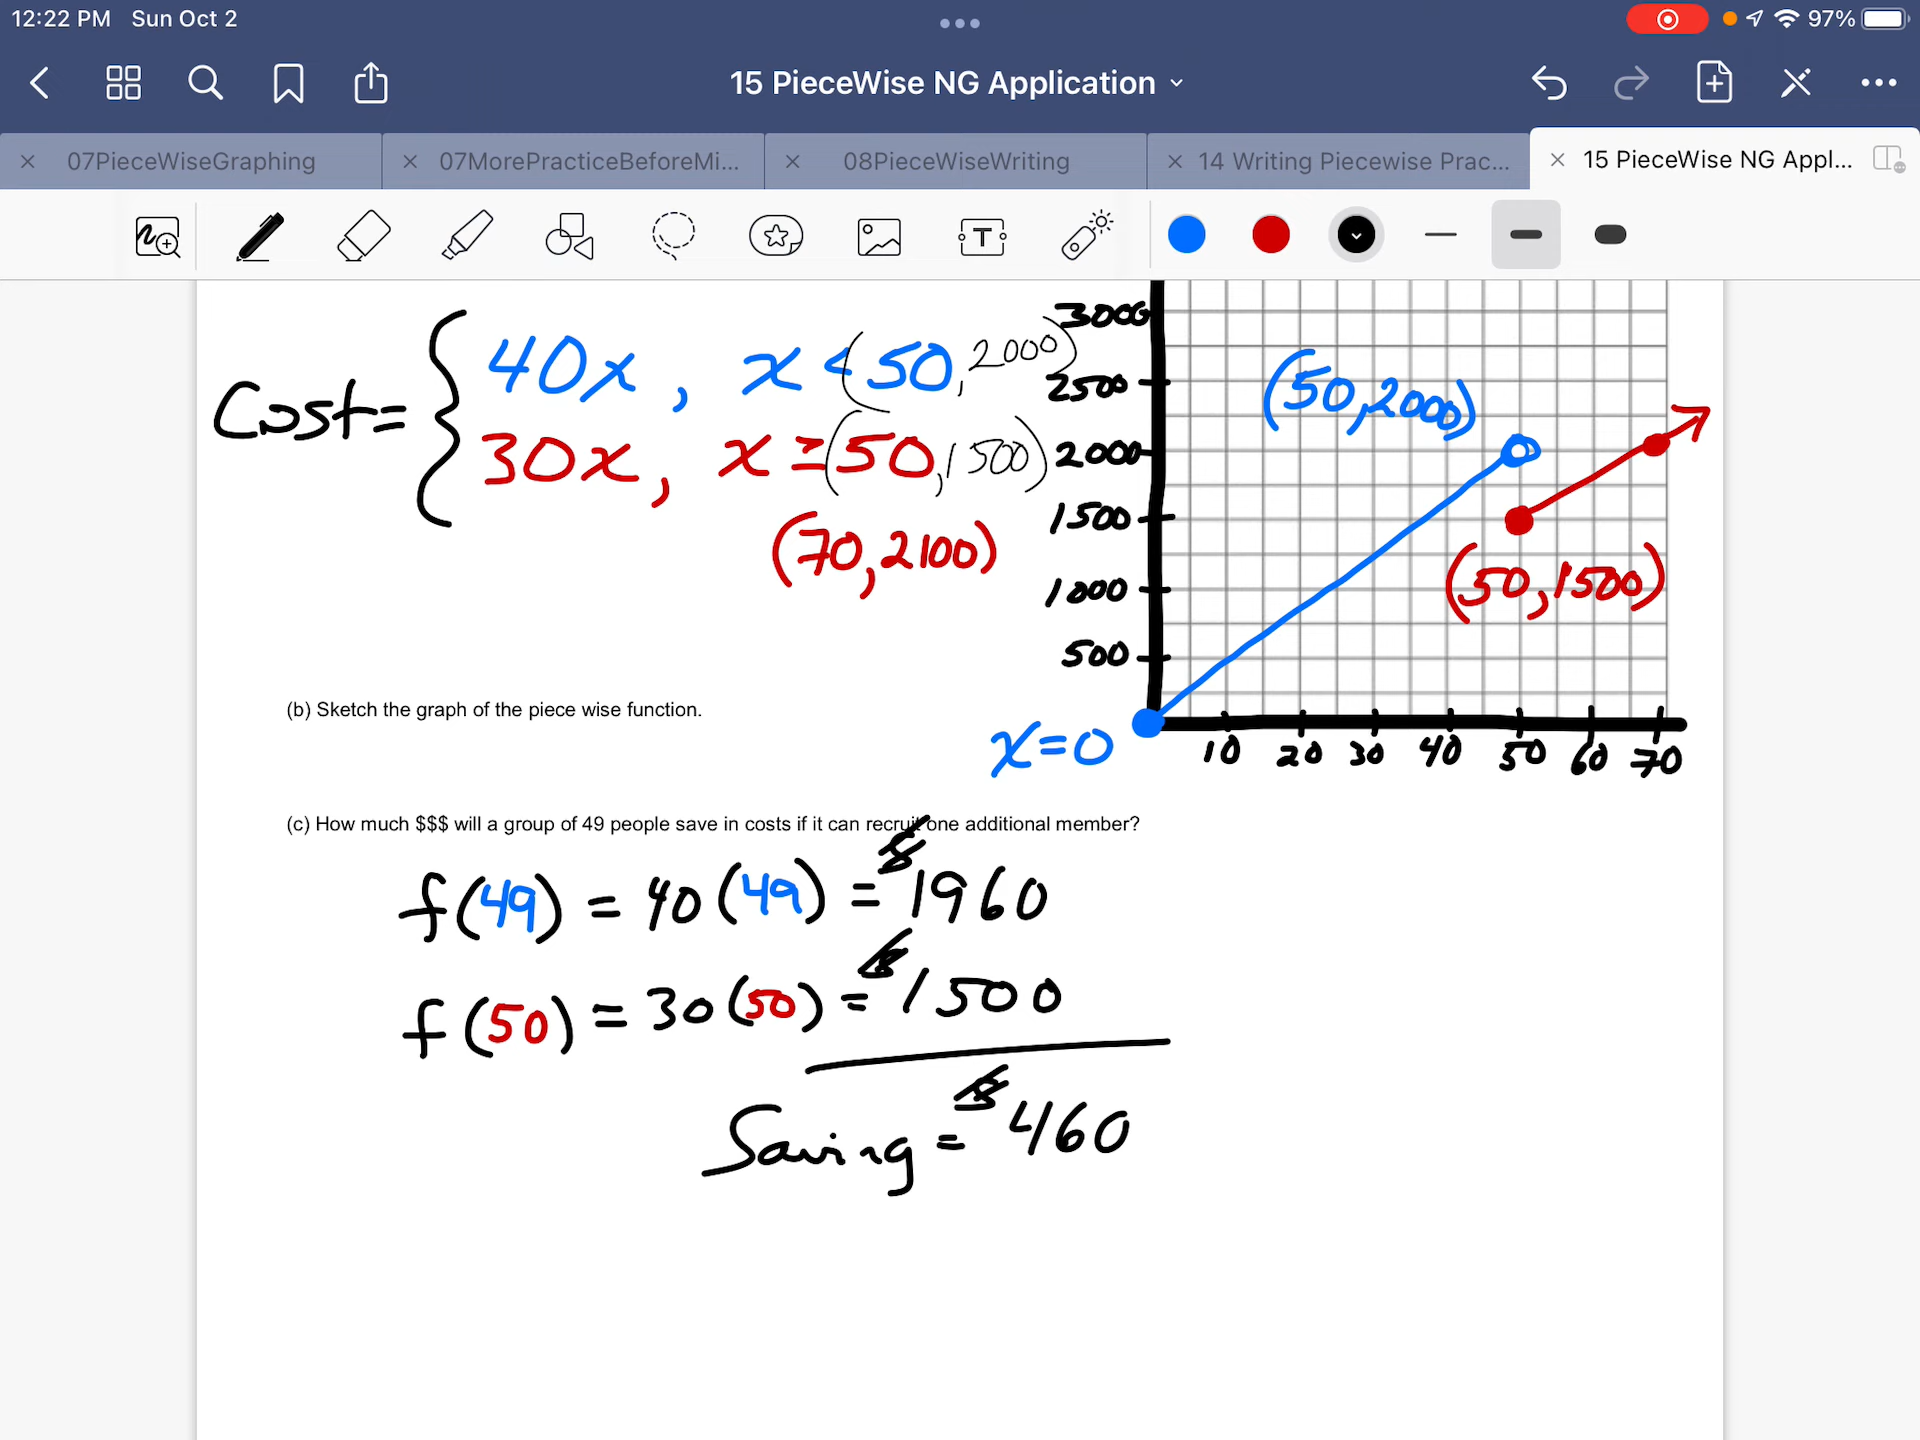 12:22 PM Sun Oct 2
97%
15 PieceWise NG Application
07PieceWiseGraphing
07MorePracticeBeforeMi...
08PieceWiseWriting
14 Writing Piecewise Prac...
15 PieceWise NG Appl...
T
Cost = { 40x , x < (50, 2000)
30x, x ≥ (50, 1500)
(70, 2100)
3000
2500
2000
1500
1000
500
(50,2000)
(50,1500)
x=0
10 20 30 40 50 60 70
(b) Sketch the graph of the piece wise function.
(c) How much $$$ will a group of 49 people save in costs if it can recruit one additional member?
f(49) = 40(49) = $1960
f(50) = 30(50) = $1500
Saving = $460